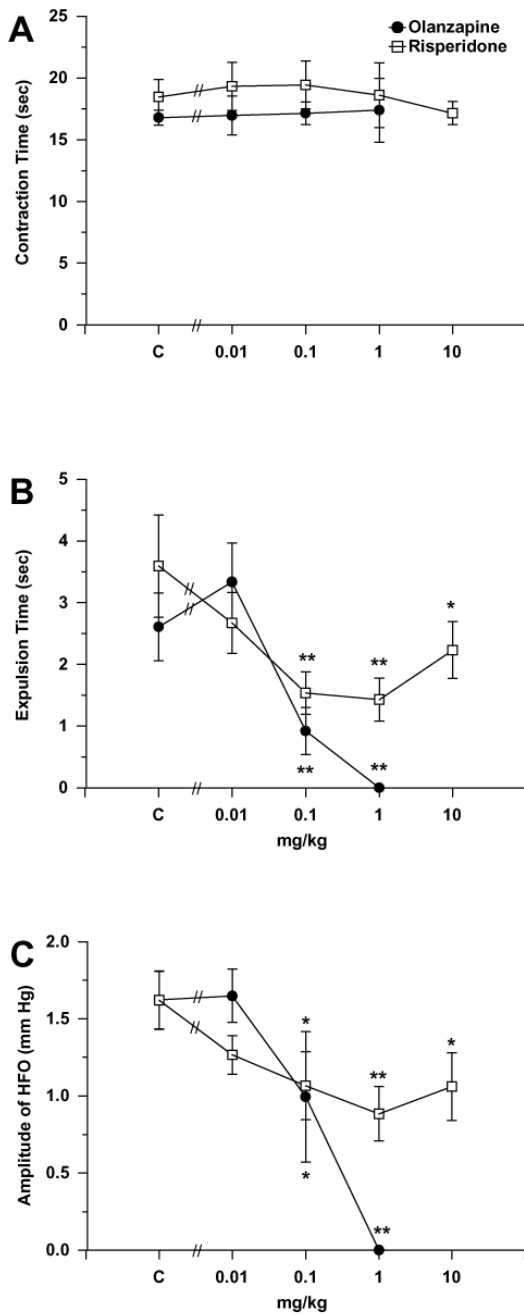 A
Olanzapine
Risperidone
25
20
15
10
5
0
Contraction Time (sec)
C 0.01 0.1 1 10
B
5
4
3
2
1
0
Expulsion Time (sec)
** ** *
** **
C 0.01 0.1 1 10
mg/kg
C
2.0
1.5
1.0
0.5
0.0
Amplitude of HFO (mm Hg)
* ** *
* **
C 0.01 0.1 1 10
mg/kg